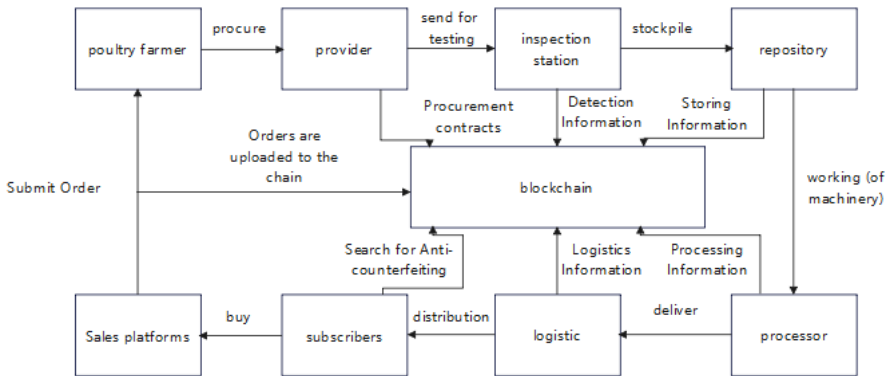 procure
send for
testing
stockpile
poultry farmer
provider
inspection
station
repository
Procurement
contracts
Detection
Information
Storing
Information
Orders are
uploaded to the
chain
Submit Order
blockchain
working (of
machinery)
Search for Anti-
counterfeiting
Logistics
Information
Processing
Information
buy
distribution
deliver
Sales platforms
subscribers
logistic
processor